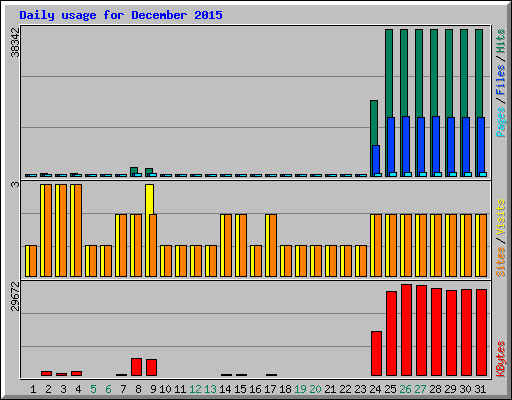 Daily usage for December 2015
38342
Pages/Files/Hits
3
Sites/Visits
29672
KBytes
1 2 3 4 5 6 7 8 9 10 11 12 13 14 15 16 17 18 19 20 21 22 23 24 25 26 27 28 29 30 31